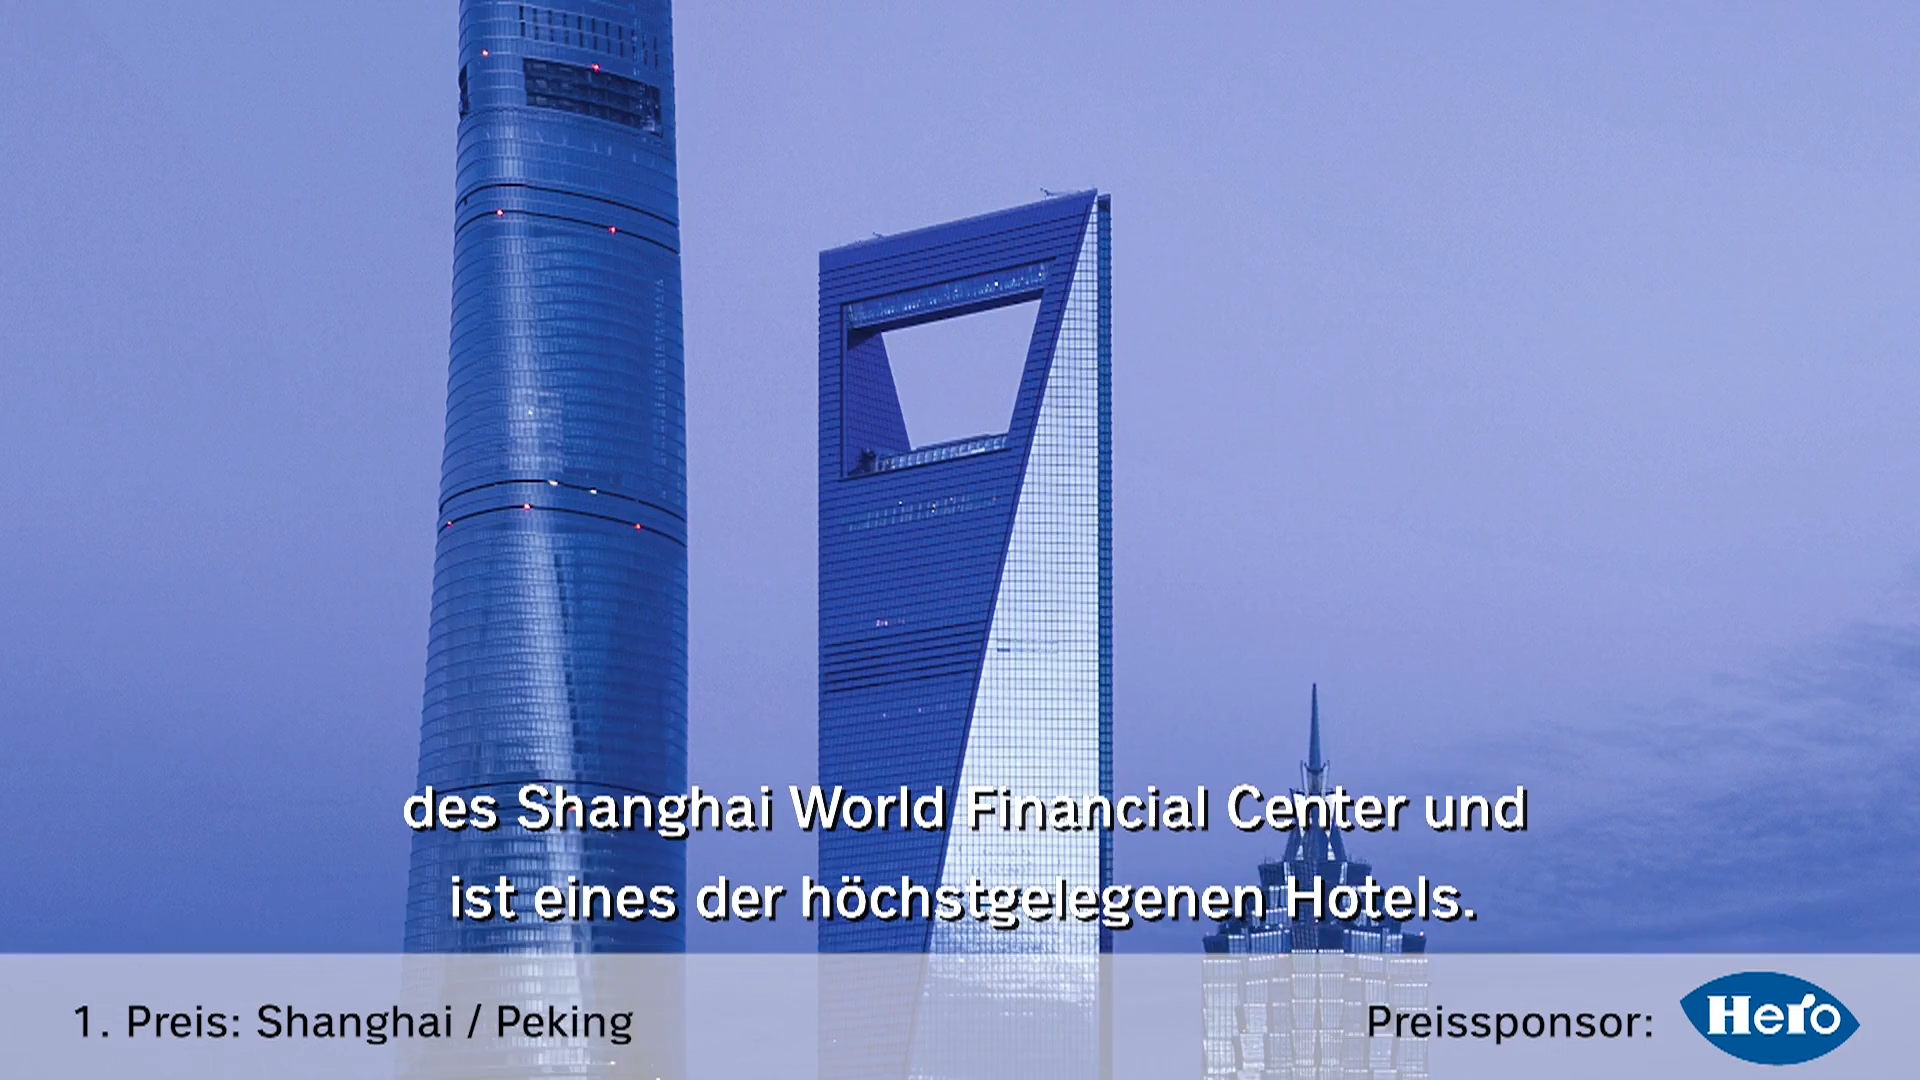 des Shanghai World Financial Center und
ist eines der höchstgelegenen Hotels.
1. Preis: Shanghai / Peking
Preissponsor:
Hero